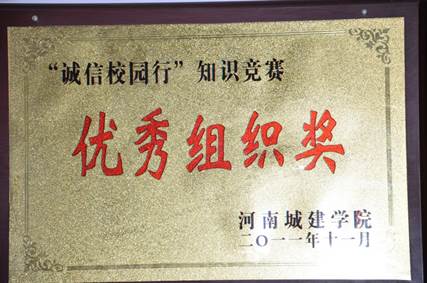 “诚信校园行”知识竞赛
优秀组织奖
河南城建学院
二〇一一年十一月